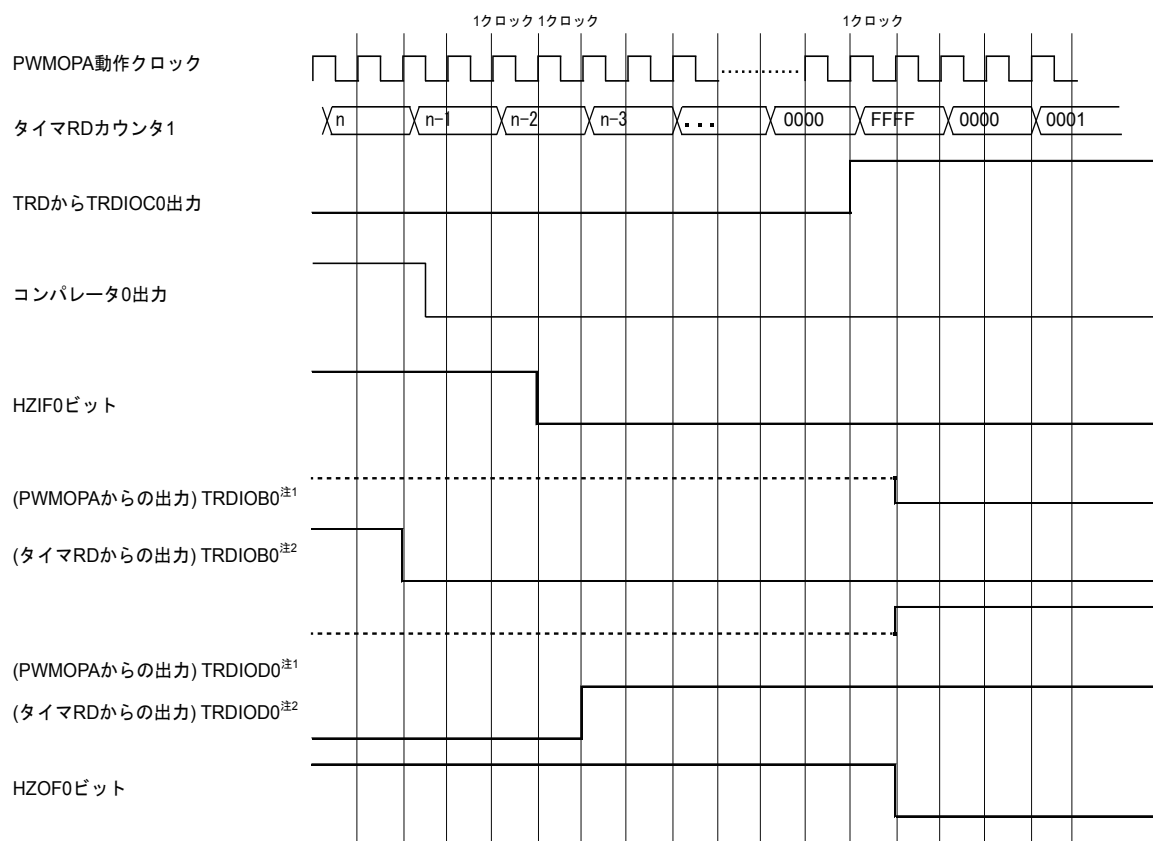 1クロック 1クロック 1クロック
PWMOPA動作クロック
タイマRDカウンタ1 n n-1 n-2 n-3 ... 0000 FFFF 0000 0001
TRDからTRDIOC0出力
コンパレータ0出力
HZIF0ビット
(PWMOPAからの出力) TRDIOB0注1
(タイマRDからの出力) TRDIOB0注2
(PWMOPAからの出力) TRDIOD0注1
(タイマRDからの出力) TRDIOD0注2
HZOF0ビット